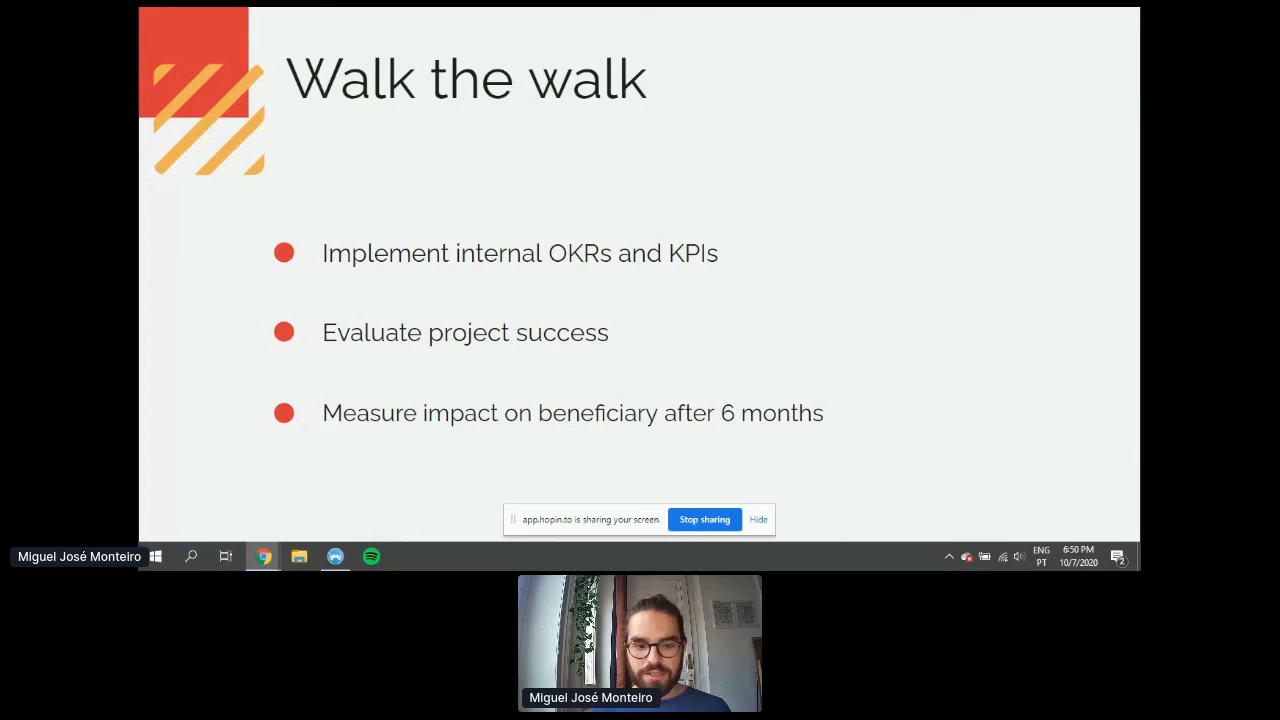 Walk the walk
Implement internal OKRs and KPIs
Evaluate project success
Measure impact on beneficiary after 6 months
app.hopin.to is sharing your screen. Stop sharing Hide
Miguel José Monteiro
ENG
PT
6:50 PM
10/7/2020
2
Miguel José Monteiro